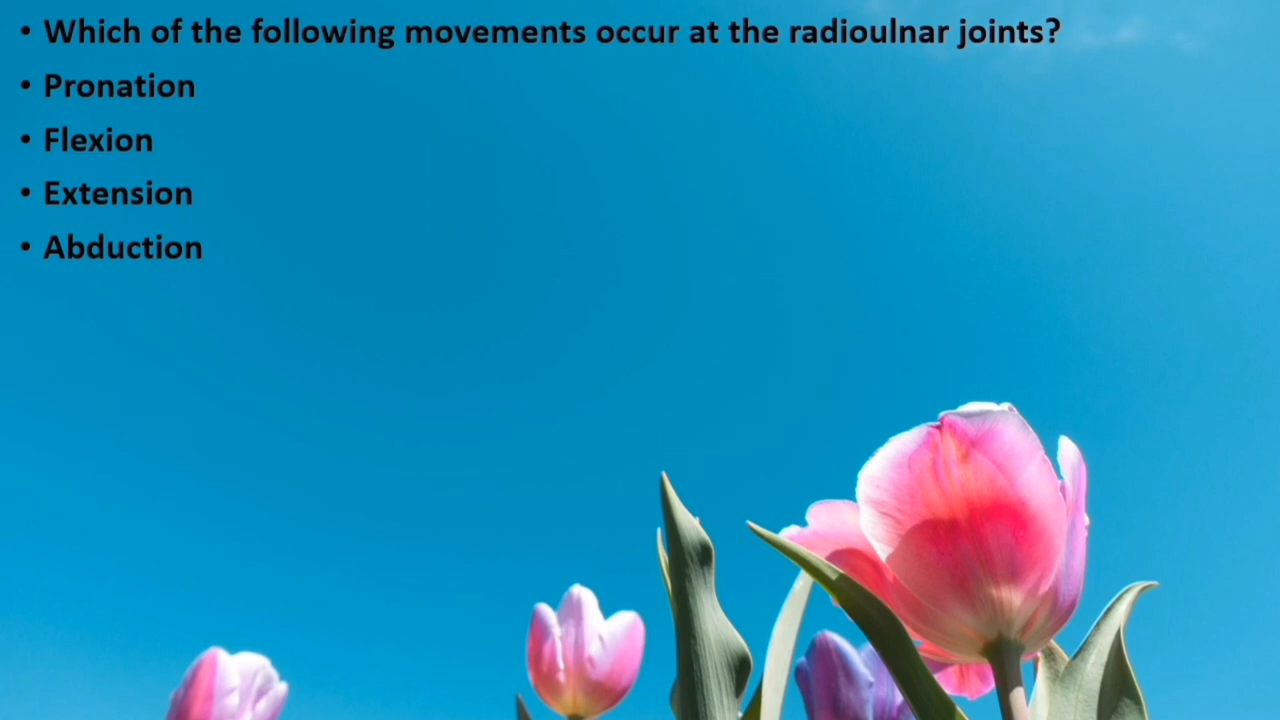 • Which of the following movements occur at the radioulnar joints?
• Pronation
• Flexion
• Extension
• Abduction